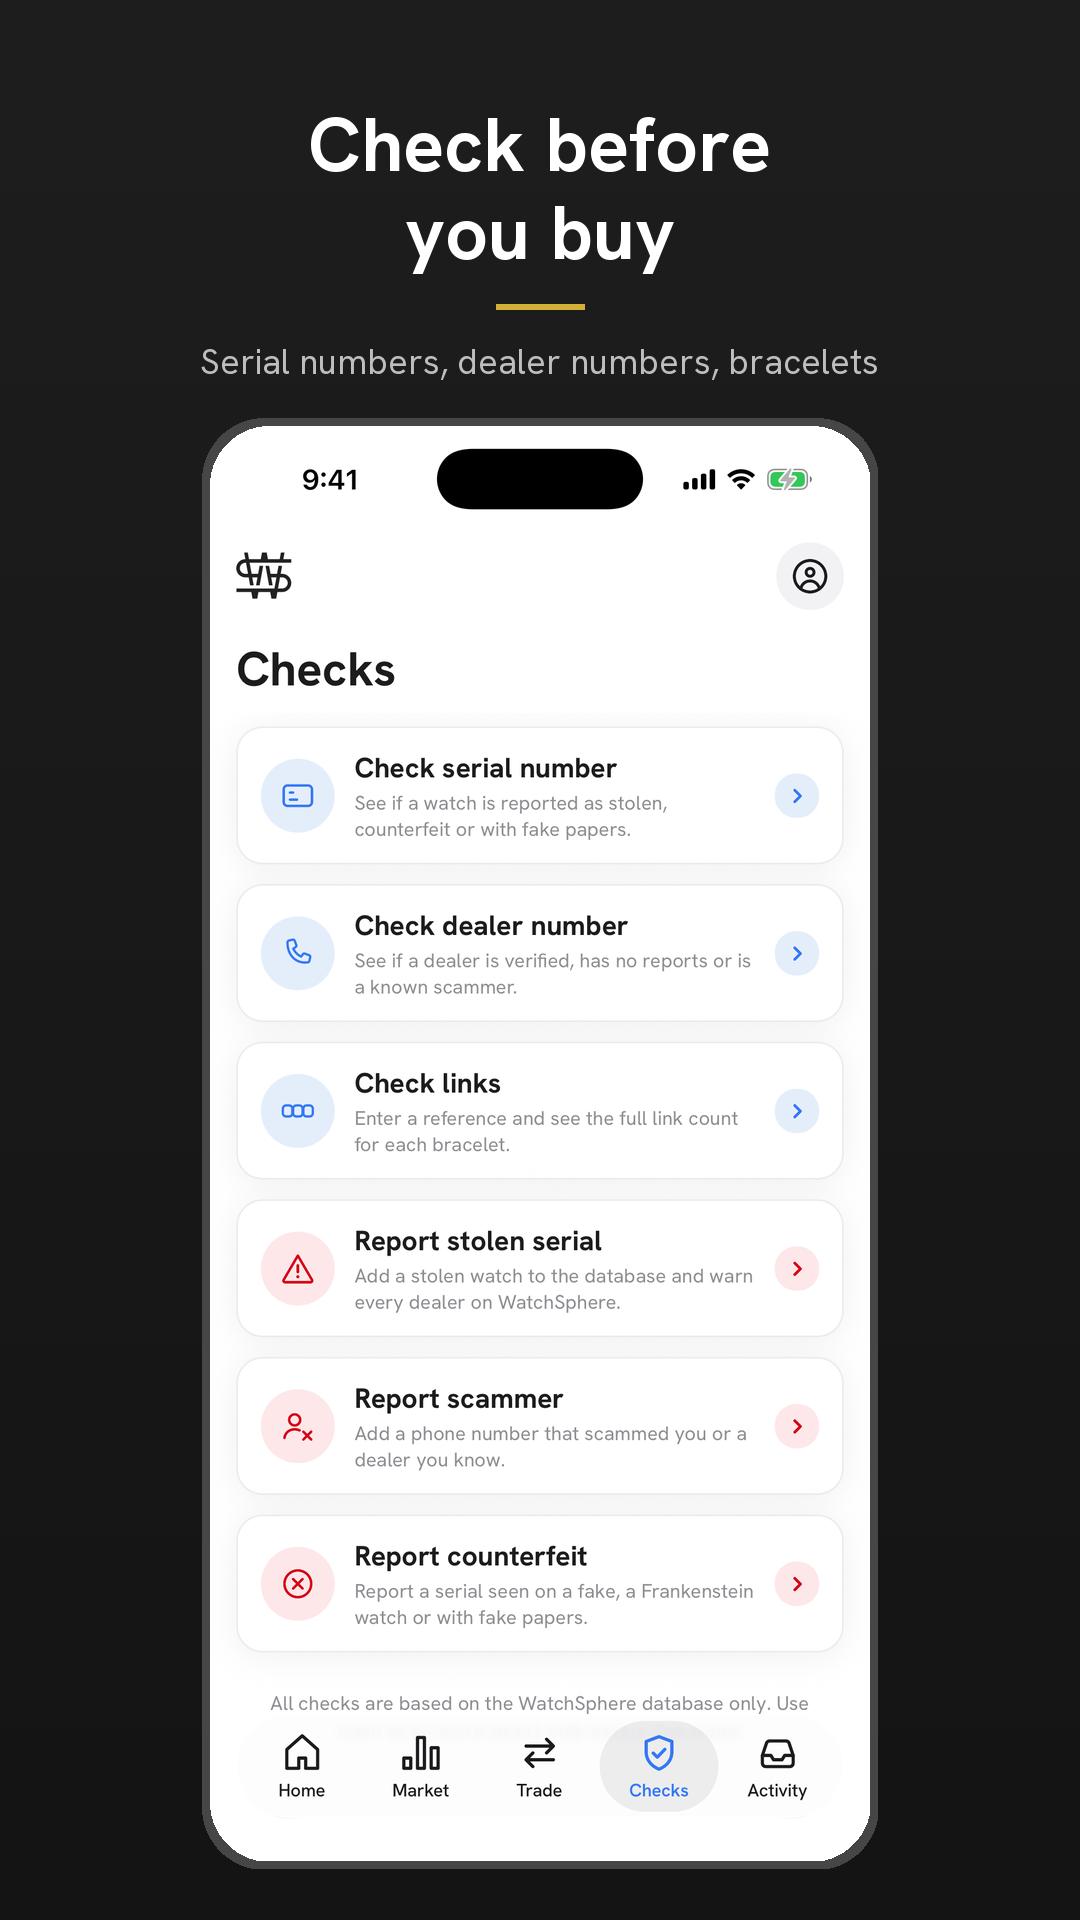 Check before
you buy
Serial numbers, dealer numbers, bracelets
9:41
Checks
Check serial number
See if a watch is reported as stolen,
counterfeit or with fake papers.
Check dealer number
See if a dealer is verified, has no reports or is
a known scammer.
Check links
Enter a reference and see the full link count
for each bracelet.
Report stolen serial
Add a stolen watch to the database and warn
every dealer on WatchSphere.
Report scammer
Add a phone number that scammed you or a
dealer you know.
Report counterfeit
Report a serial seen on a fake, a Frankenstein
watch or with fake papers.
All checks are based on the WatchSphere database only. Use
Home
Market
Trade
Checks
Activity